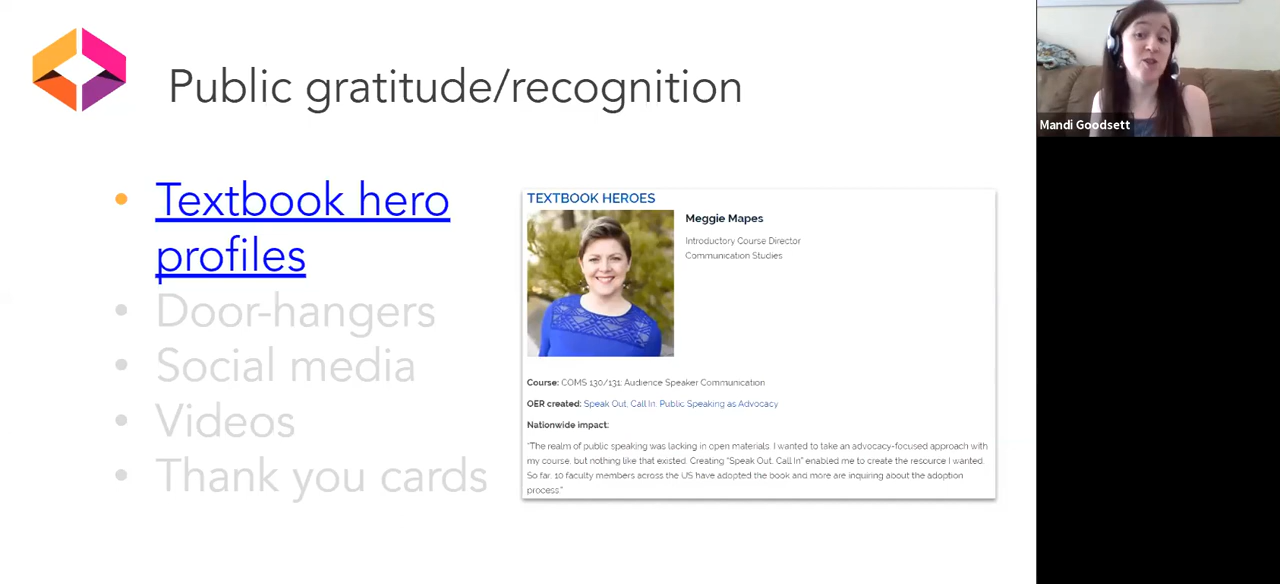 Public gratitude/recognition
Mandi Goodsett
• Textbook hero
profiles
• Door-hangers
• Social media
• Videos
• Thank you cards
TEXTBOOK HEROES
Meggie Mapes
Introductory Course Director
Communication Studies
Course: COMS 130/131: Audience Speaker Communication
OER created: Speak Out, Call In: Public Speaking as Advocacy
Nationwide impact:
"The realm of public speaking was lacking in open materials. I wanted to take an advocacy-focused approach with
my course, but nothing like that existed. Creating "Speak Out, Call In" enabled me to create the resource I wanted.
So far, 10 faculty members across the US have adopted the book and more are inquiring about the adoption
process."